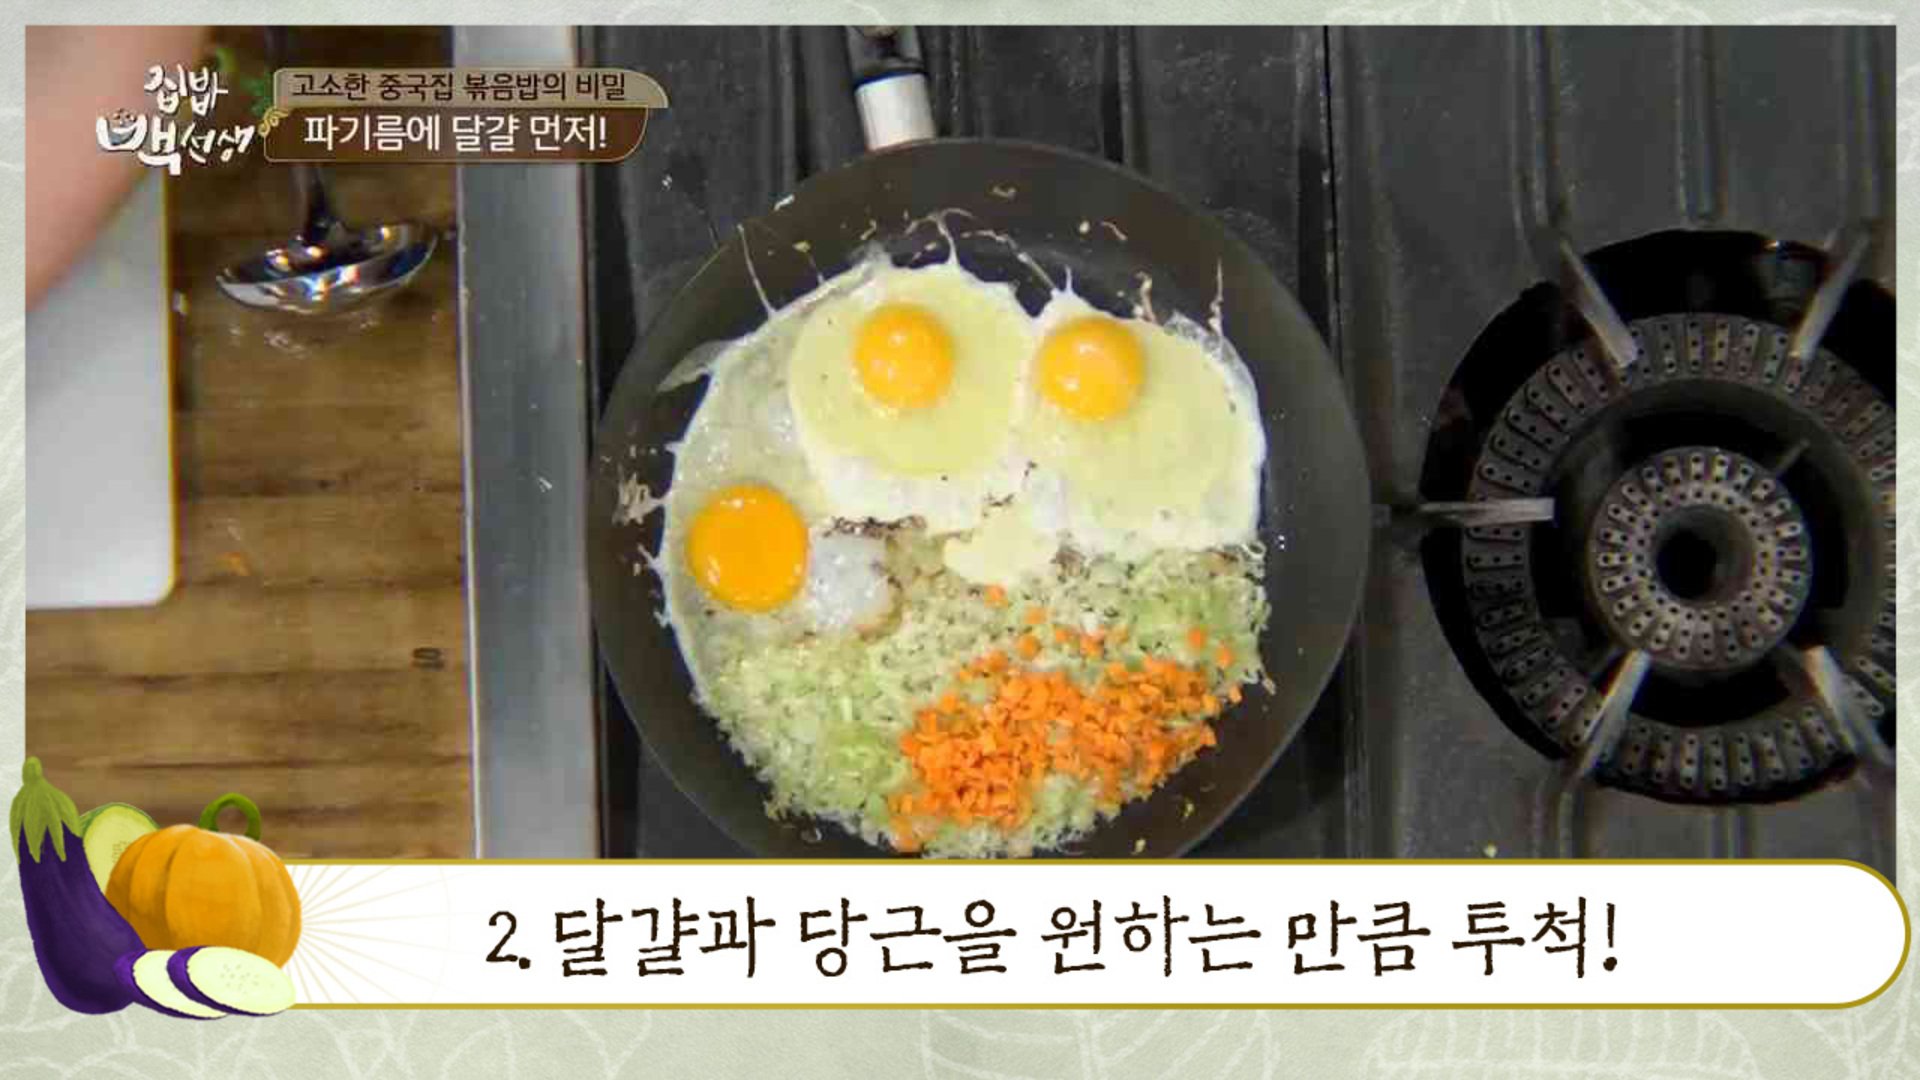 집밥
백선생
고소한 중국집 볶음밥의 비밀
파기름에 달걀 먼저!
2. 달걀과 당근을 원하는 만큼 투척!